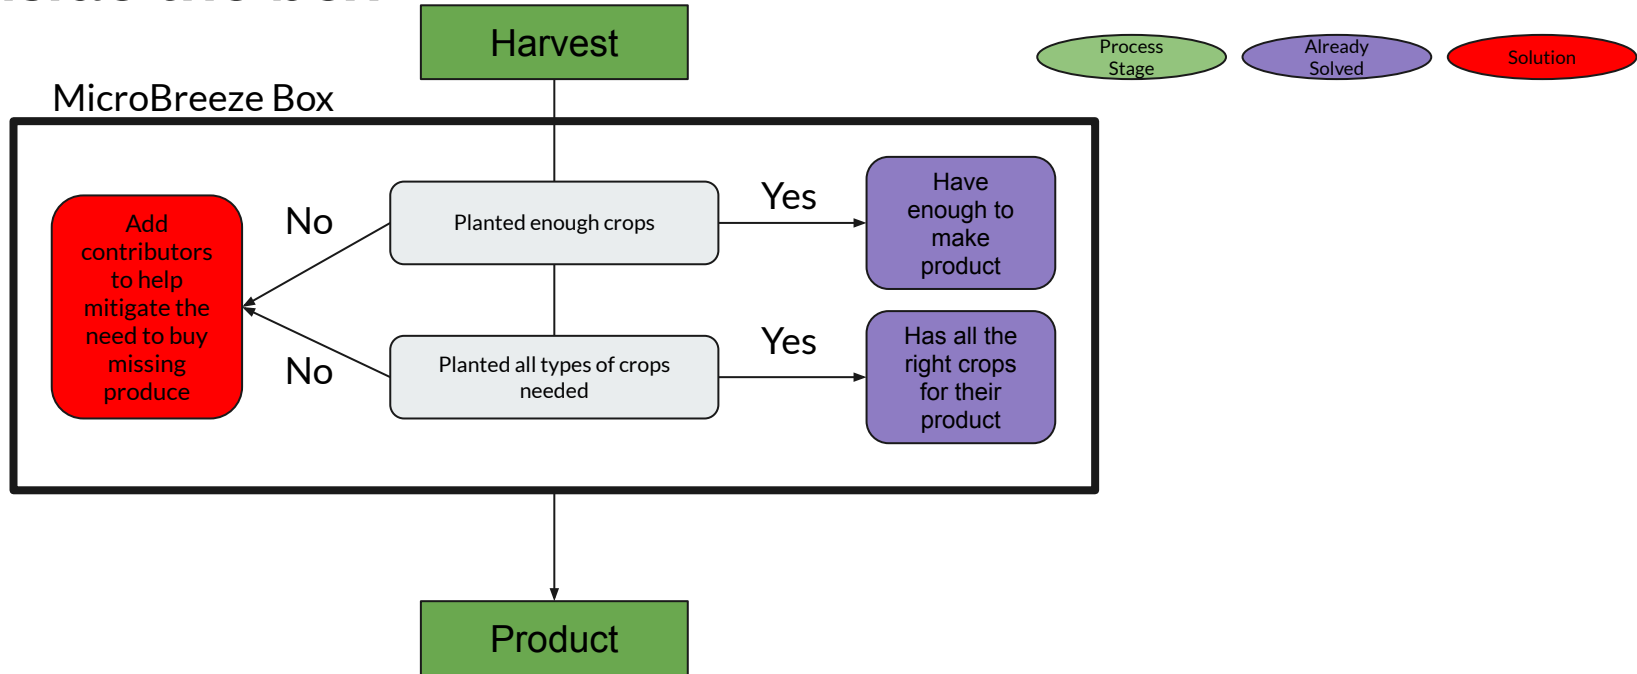 Harvest
Process
Stage
Already
Solved
Solution
MicroBreeze Box
Add
contributors
to help
mitigate the
need to buy
missing
produce
No
No
Planted enough crops
Planted all types of crops
needed
Yes
Yes
Have
enough to
make
product
Has all the
right crops
for their
product
Product